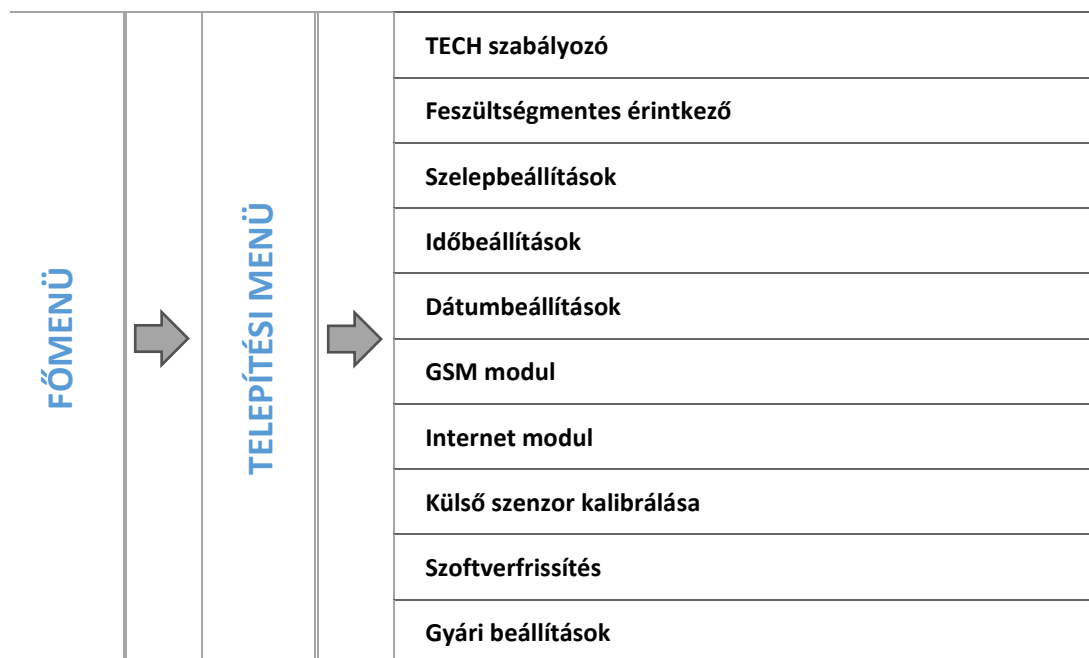 FŐMENÜ
TELEPÍTÉSI MENÜ
TECH szabályozó
Feszültségmentes érintkező
Szelepbeállítások
Időbeállítások
Dátumbeállítások
GSM modul
Internet modul
Külső szenzor kalibrálása
Szoftverfrissítés
Gyári beállítások